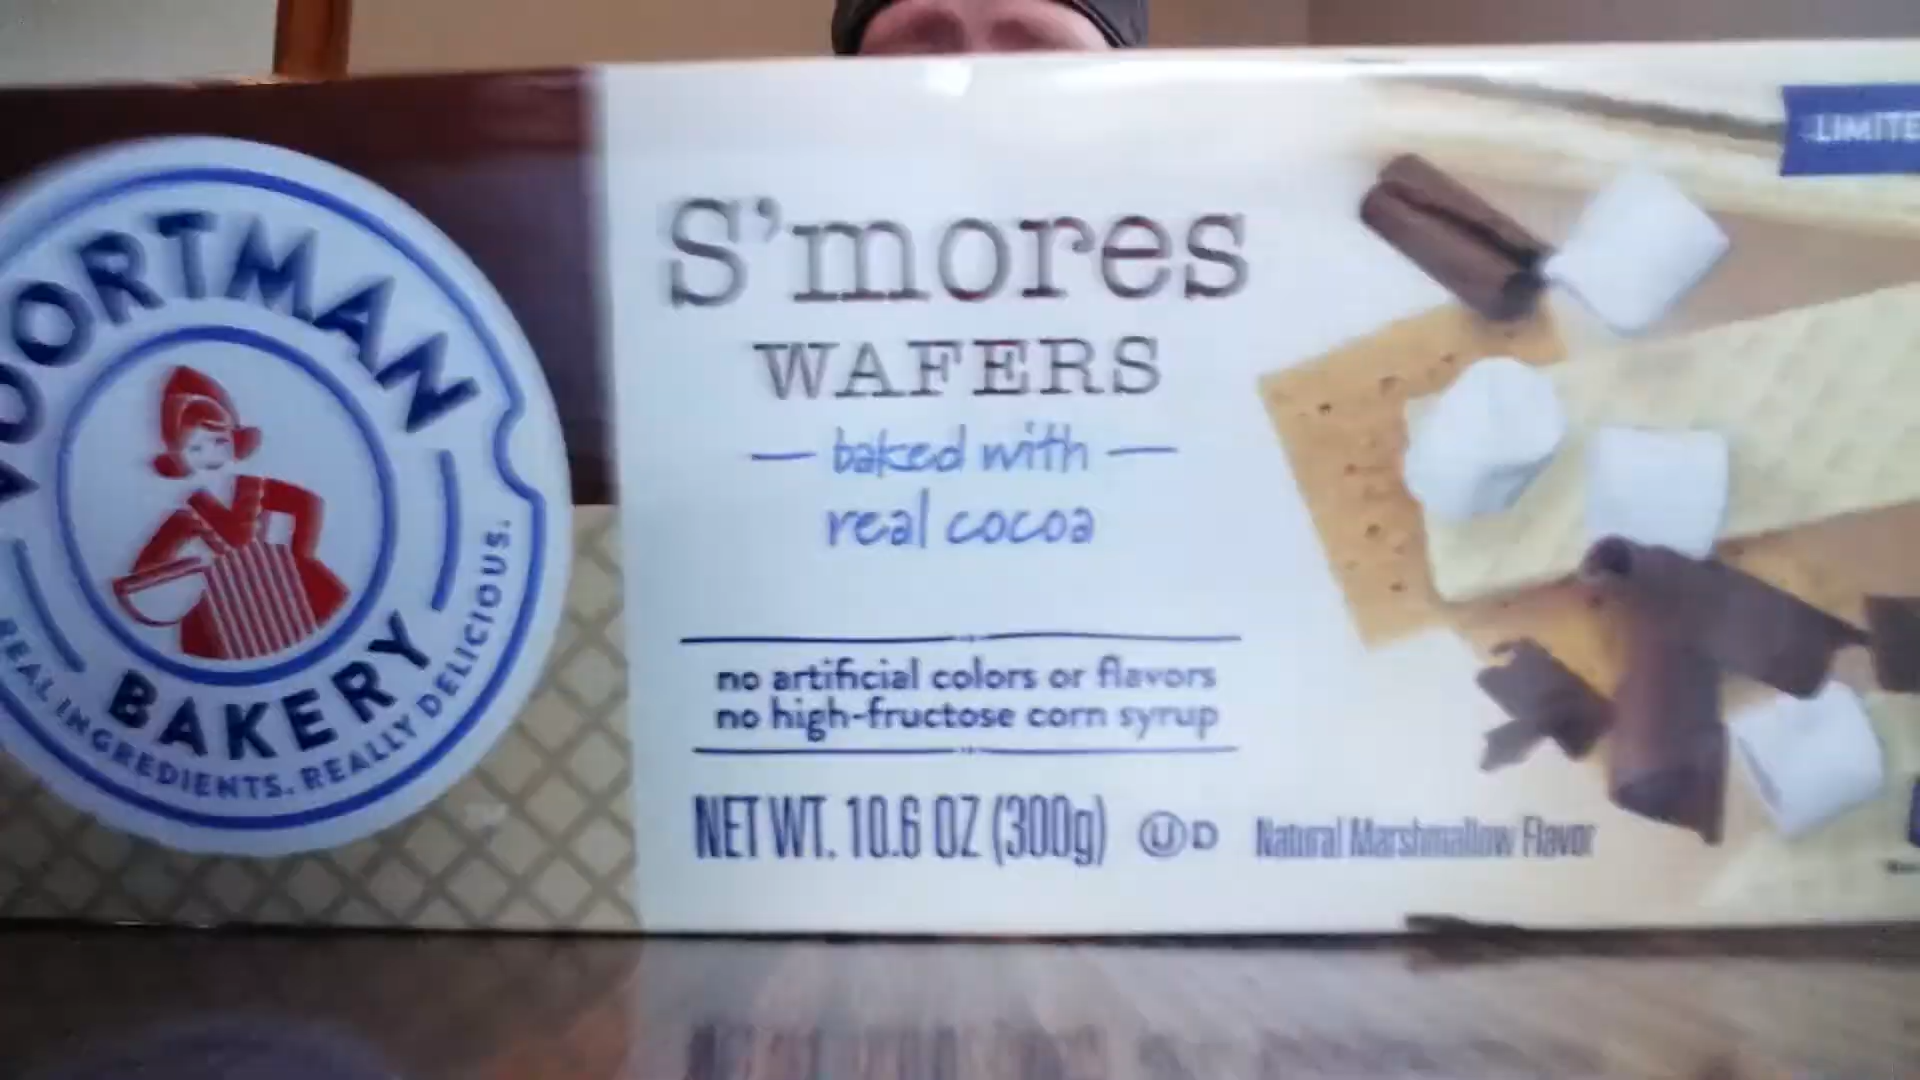 VOORTMAN
BAKERY
REAL INGREDIENTS. REALLY DELICIOUS.
S'mores
WAFERS
baked with
real cocoa
no artificial colors or flavors
no high-fructose corn syrup
NET WT. 10.6 OZ (300g) U D Natural Marshmallow Flavor
LIMITE